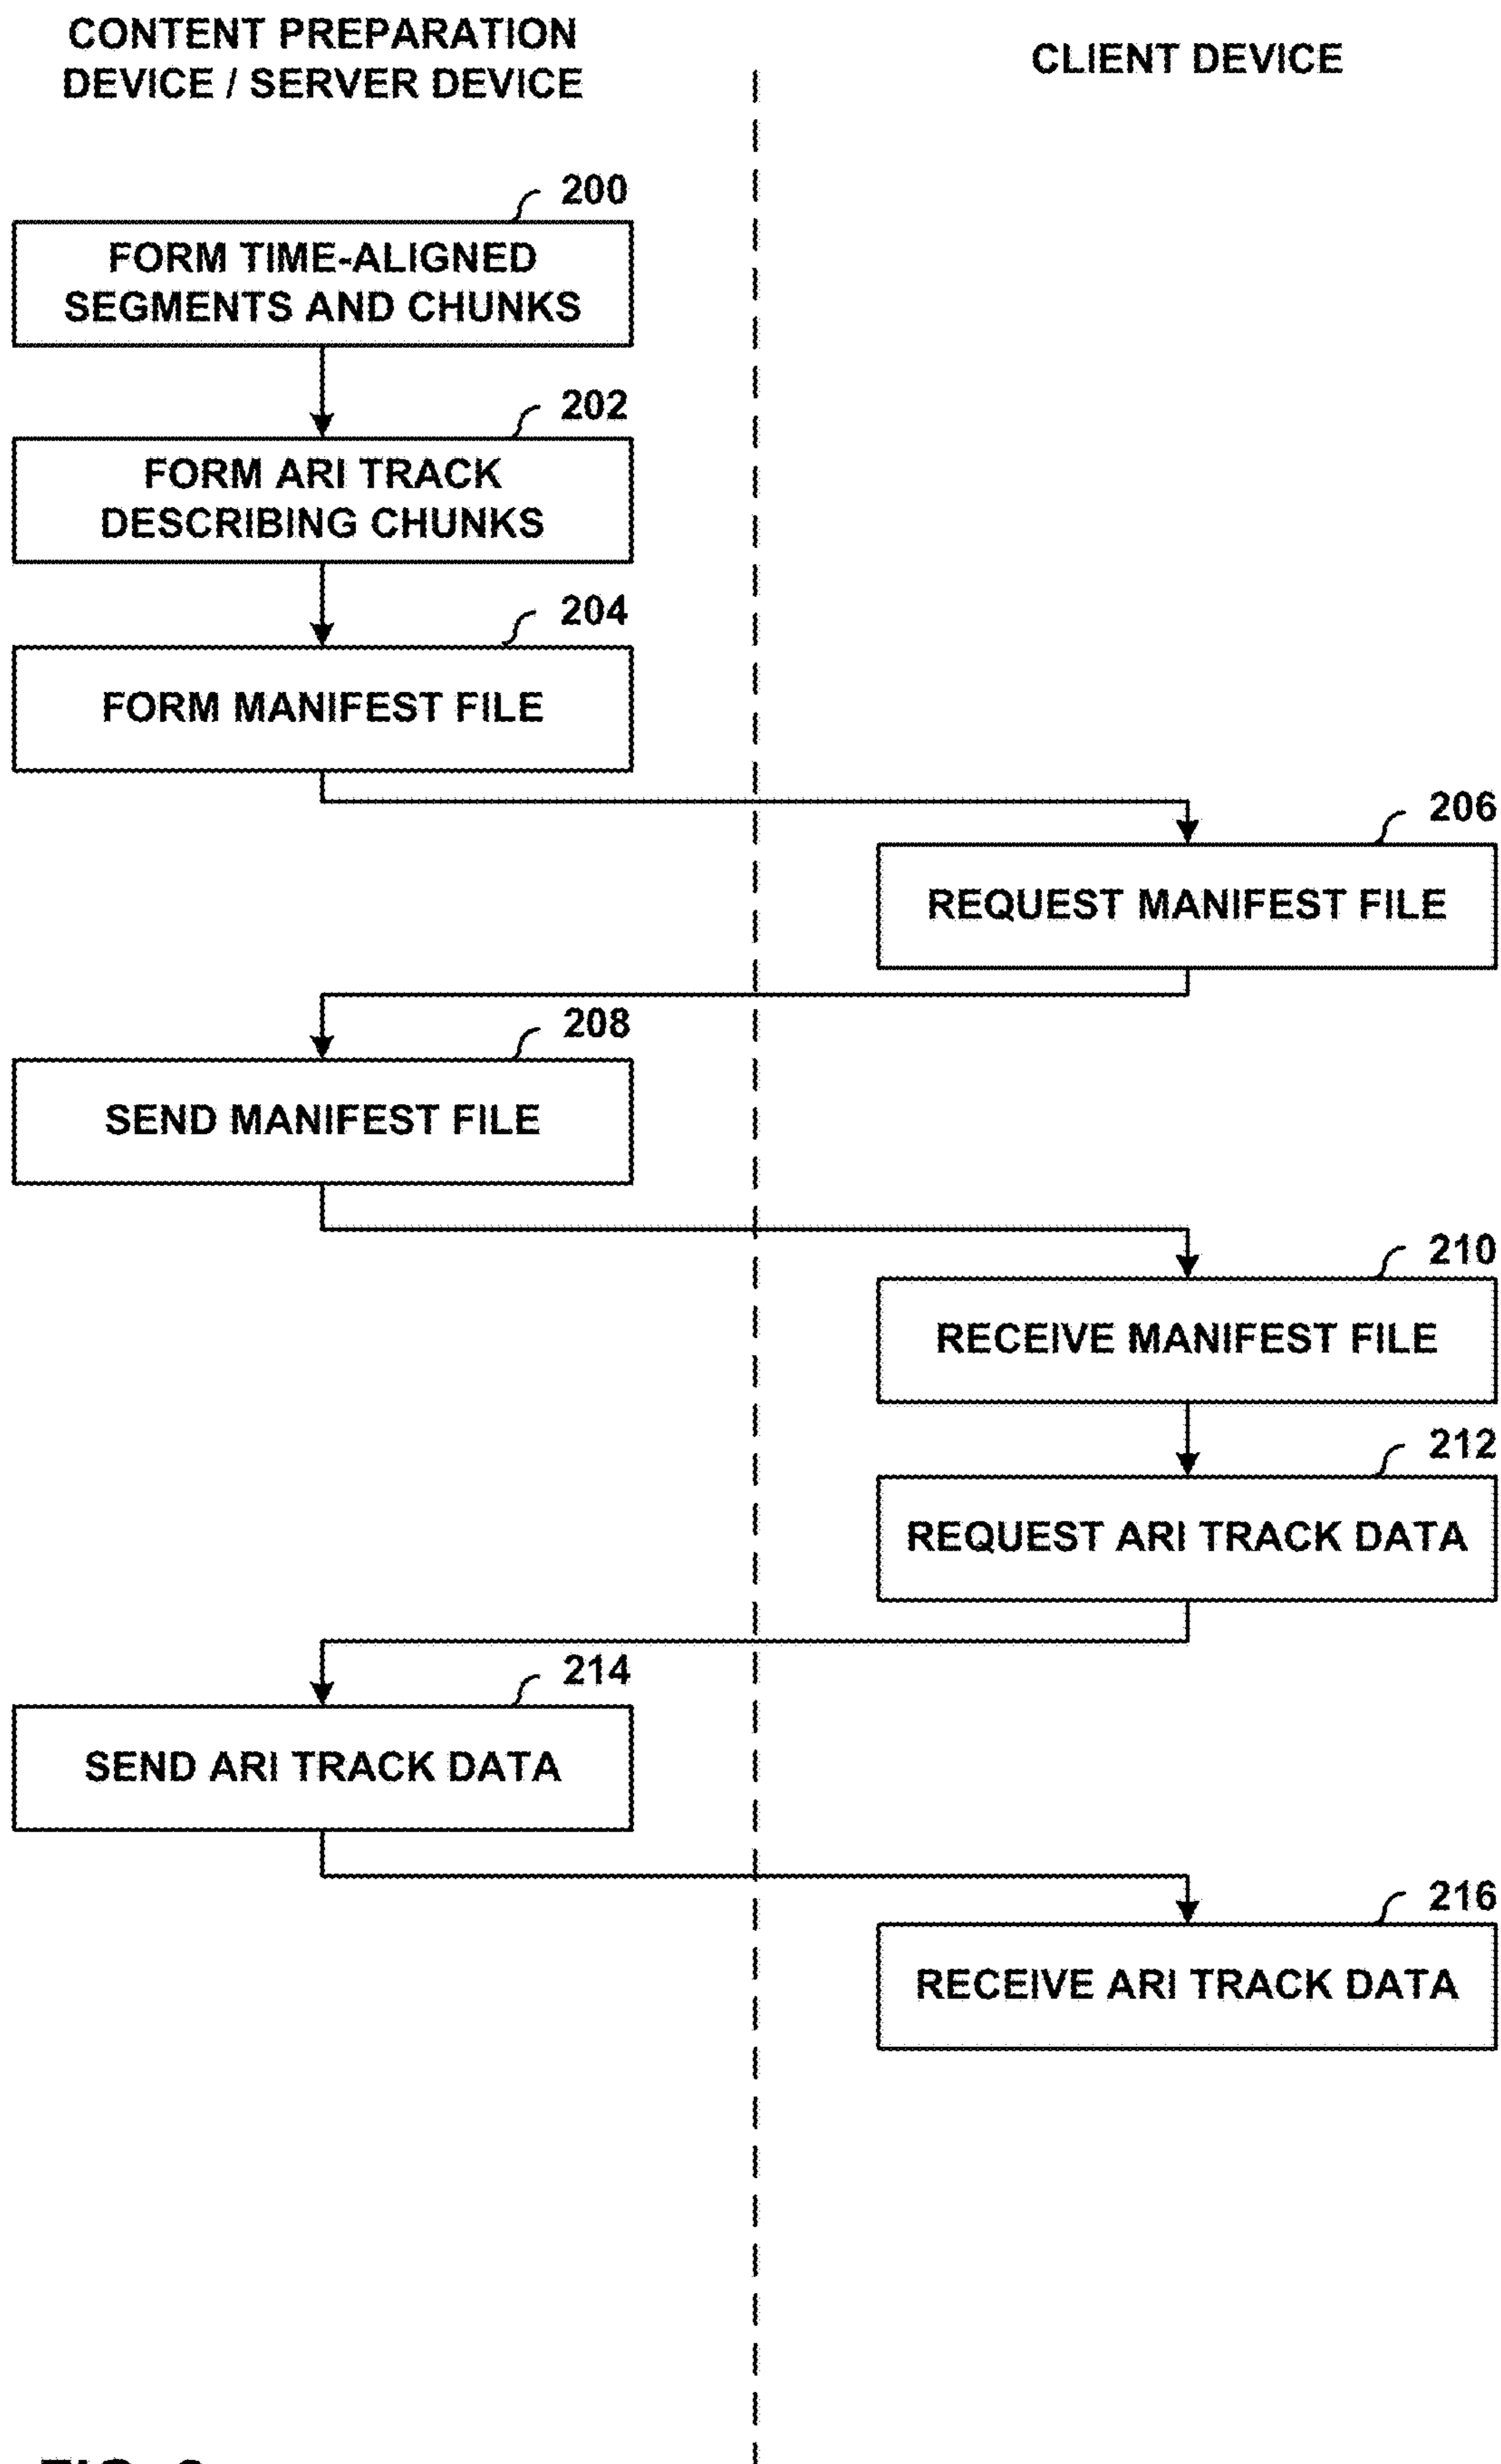 CONTENT PREPARATION
DEVICE / SERVER DEVICE
CLIENT DEVICE
200
FORM TIME-ALIGNED
SEGMENTS AND CHUNKS
202
FORM ARI TRACK
DESCRIBING CHUNKS
204
FORM MANIFEST FILE
206
REQUEST MANIFEST FILE
208
SEND MANIFEST FILE
210
RECEIVE MANIFEST FILE
212
REQUEST ARI TRACK DATA
214
SEND ARI TRACK DATA
216
RECEIVE ARI TRACK DATA